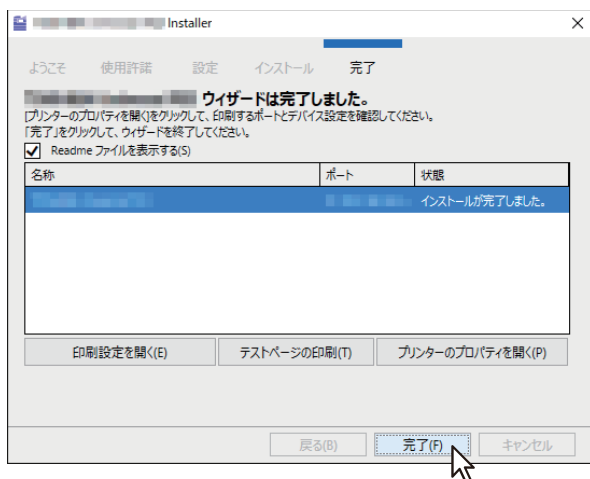 Installer
ようこそ 使用許諾 設定 インストール 完了
ウィザードは完了しました。
[プリンターのプロパティを開く]をクリックして、印刷するポートとデバイス設定を確認してください。
「完了」をクリックして、ウィザードを終了してください。
Readme ファイルを表示する(S)
名称 ポート 状態
インストールが完了しました。
印刷設定を開く(E) テストページの印刷(T) プリンターのプロパティを開く(P)
戻る(B) 完了(F) キャンセル